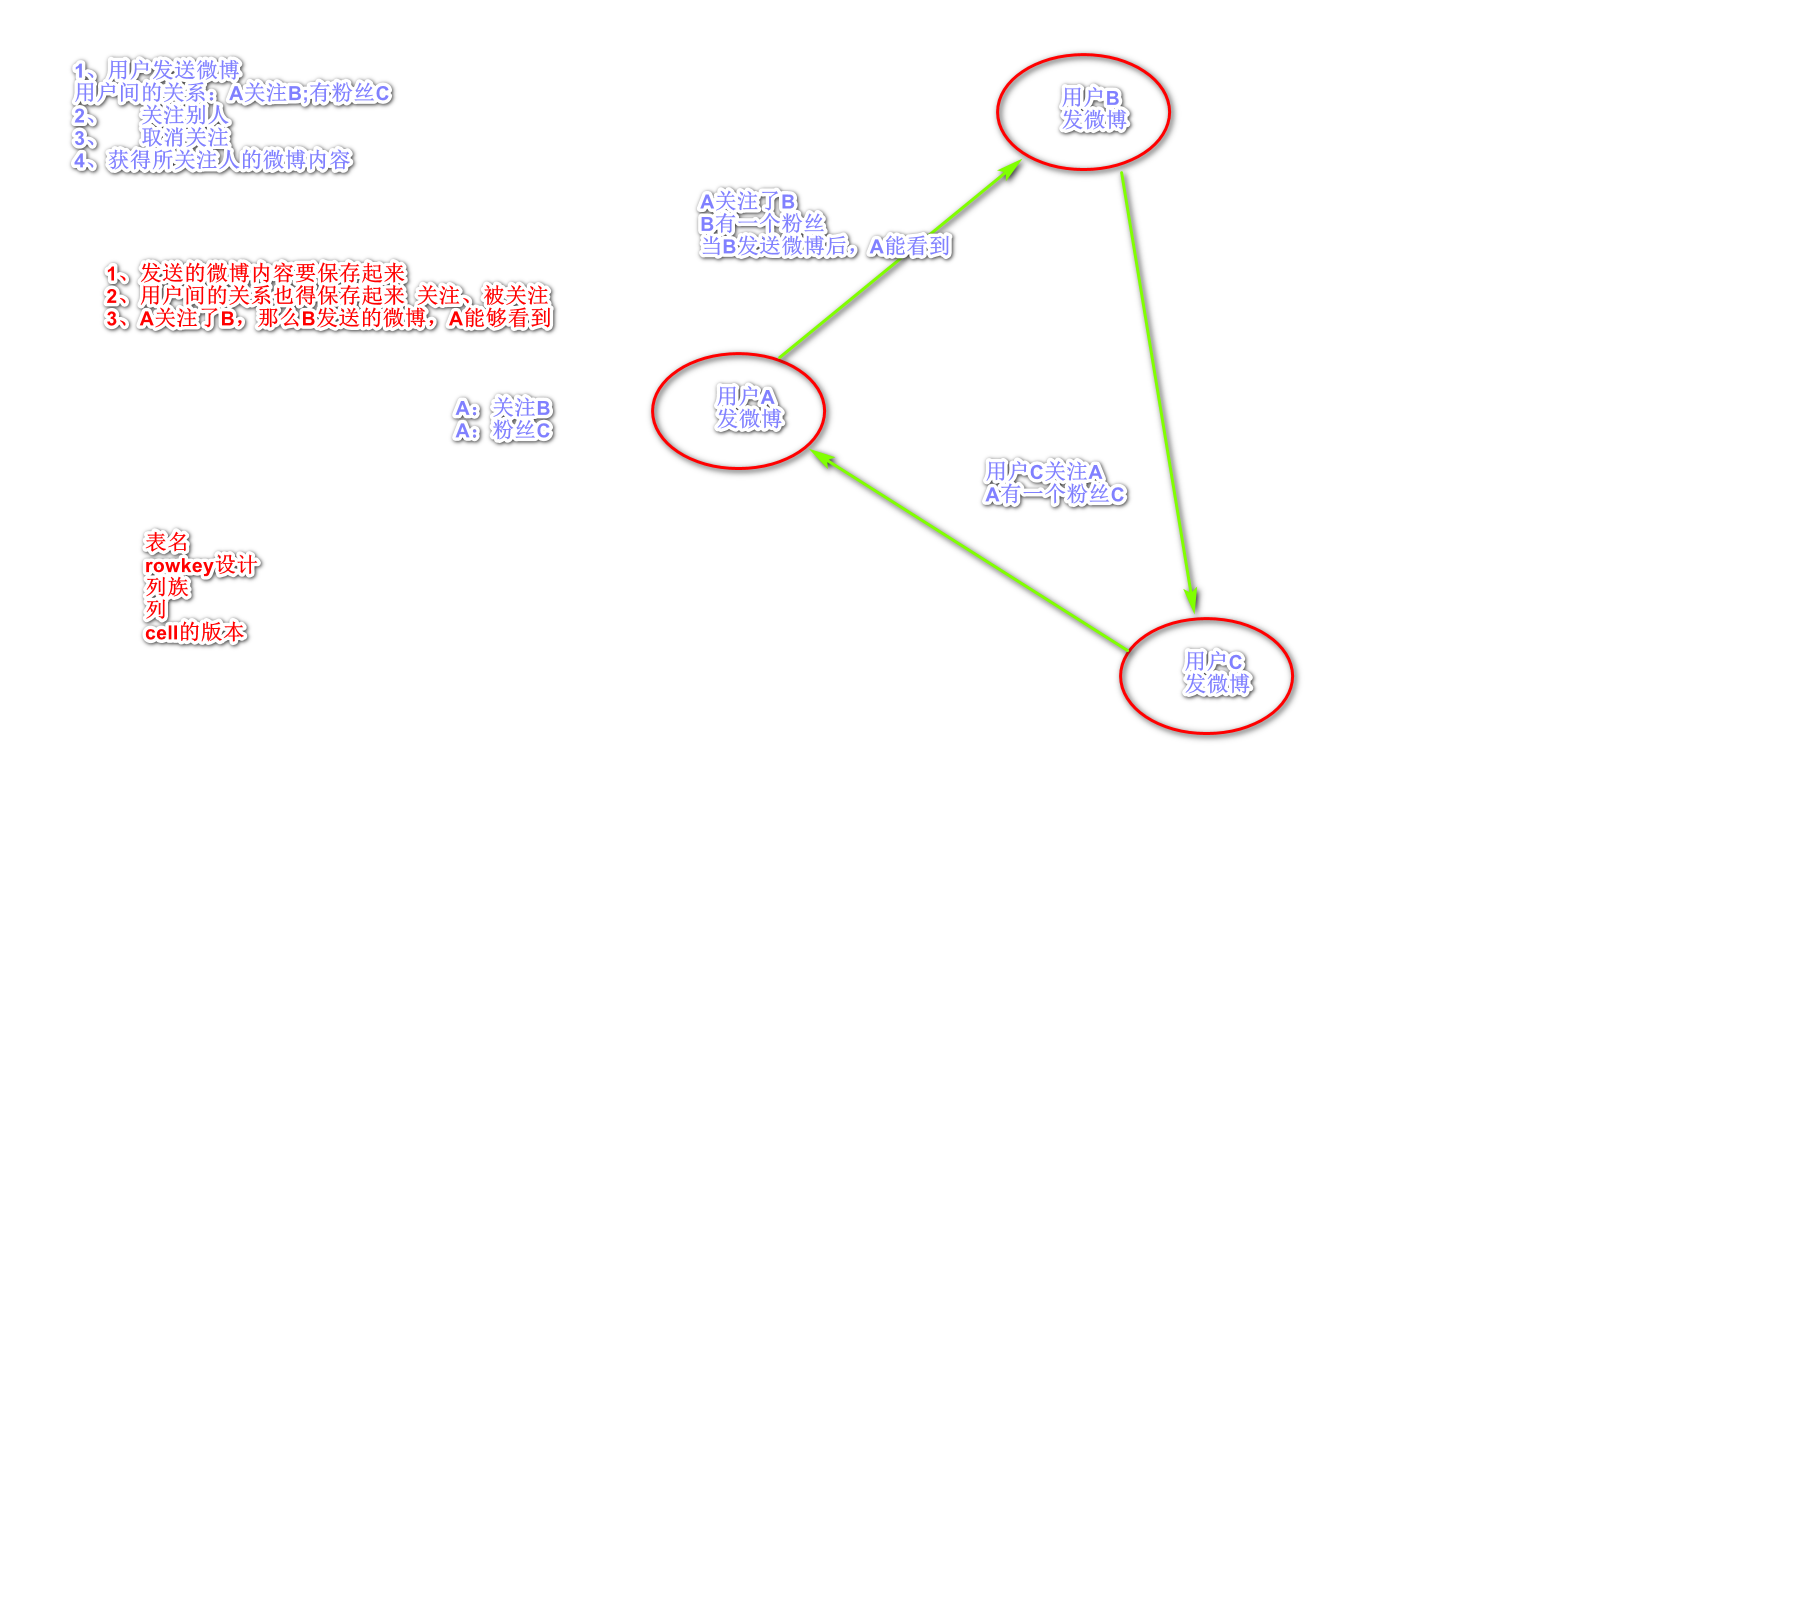 1、用户发送微博
用户间的关系：A关注B;有粉丝C
2、 关注别人
3、 取消关注
4、获得所关注人的微博内容
用户B
发微博
A关注了B
B有一个粉丝
当B发送微博后，A能看到
1、发送的微博内容要保存起来
2、用户间的关系也得保存起来 关注、被关注
3、A关注了B，那么B发送的微博，A能够看到
A：关注B
A：粉丝C
用户A
发微博
用户C关注A
A有一个粉丝C
表名
rowkey设计
列族
列
cell的版本
用户C
发微博